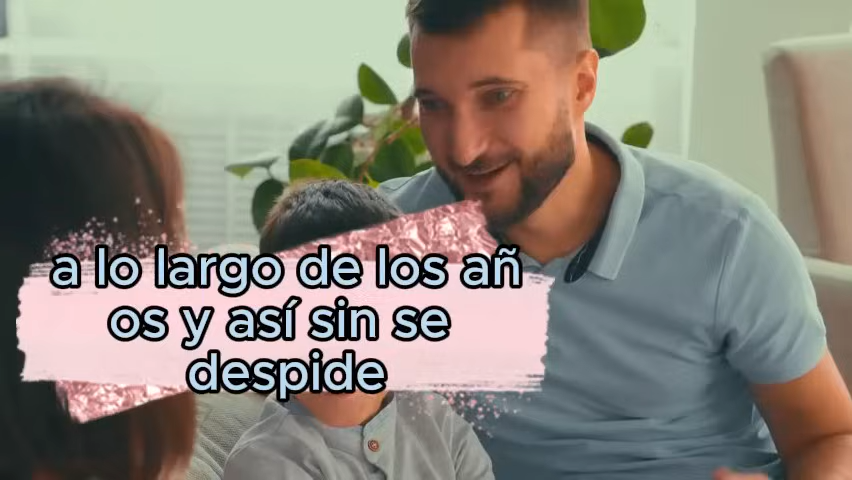 a lo largo de los añ
os y así sin se
despide